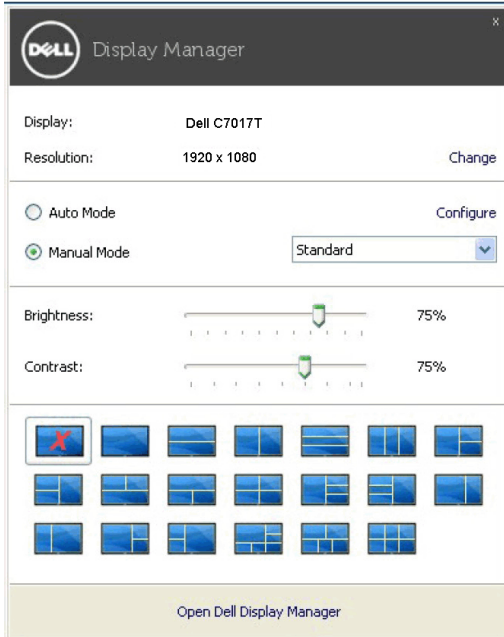 x
DELL Display Manager
Display: Dell C7017T
Resolution: 1920 x 1080 Change
Auto Mode Configure
Manual Mode Standard
Brightness: 75%
Contrast: 75%
Open Dell Display Manager